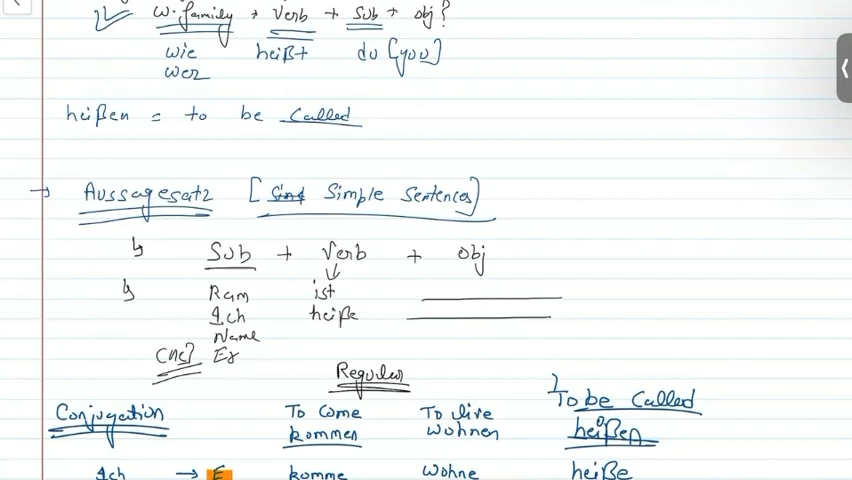 w. family + Verb + Sub + obj?
wie heißt du [you]
wer
heißen = to be Called
→ Aussagesatz [Simple Sentences]
↳ Sub + Verb + obj
↓
↳ Ram ist
Ich heiße
Name
Er
Regular
Conjugation To Come To live To be Called
kommen wohnen heißen
Ich → E komme wohne heiße